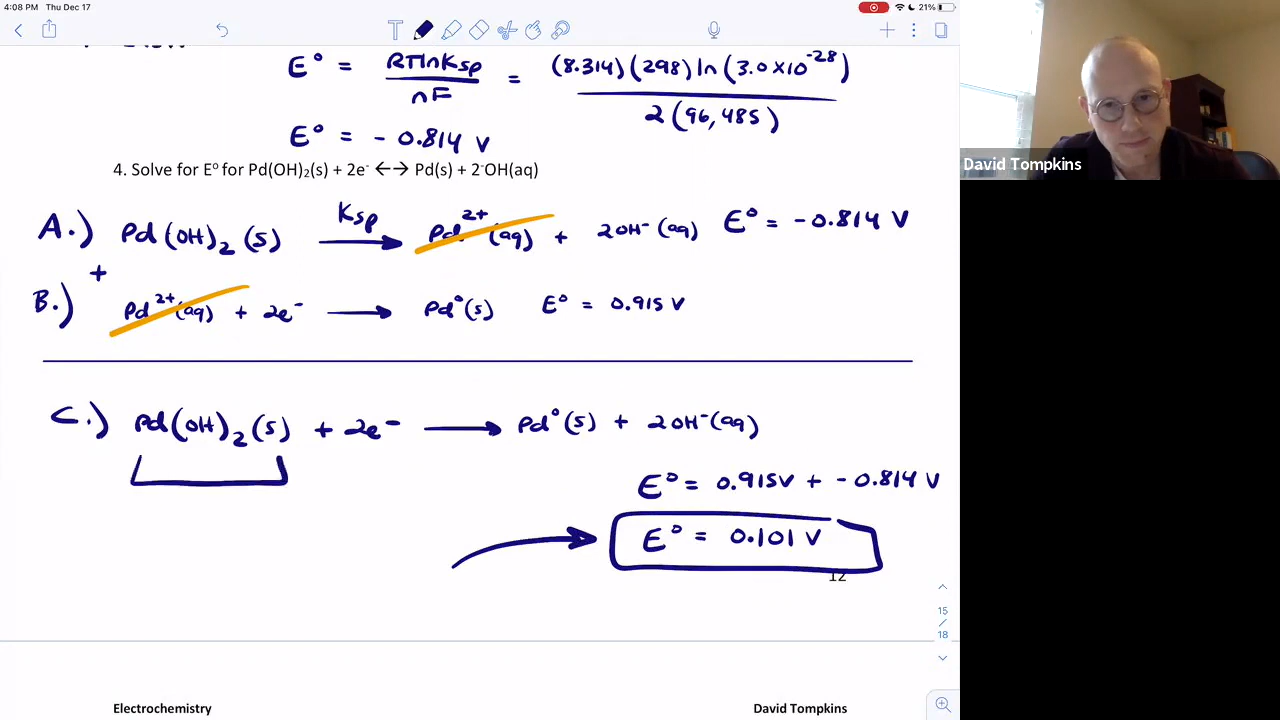 4:08 PM Thu Dec 17
21%
E° = RTlnKsp / nF = (8.314)(298)ln(3.0×10⁻²⁸) / 2(96,485)
E° = - 0.814 V
4. Solve for E° for Pd(OH)₂(s) + 2e⁻ ←→ Pd(s) + 2⁻OH(aq)
A.) Pd(OH)₂(s) Ksp → Pd²⁺(aq) + 2OH⁻(aq) E° = -0.814 V
+
B.) Pd²⁺(aq) + 2e⁻ → Pd°(s) E° = 0.915 V
C.) Pd(OH)₂(s) + 2e⁻ → Pd°(s) + 2OH⁻(aq)
E° = 0.915V + -0.814 V
E° = 0.101 V
12
15
/
18
Electrochemistry
David Tompkins
David Tompkins